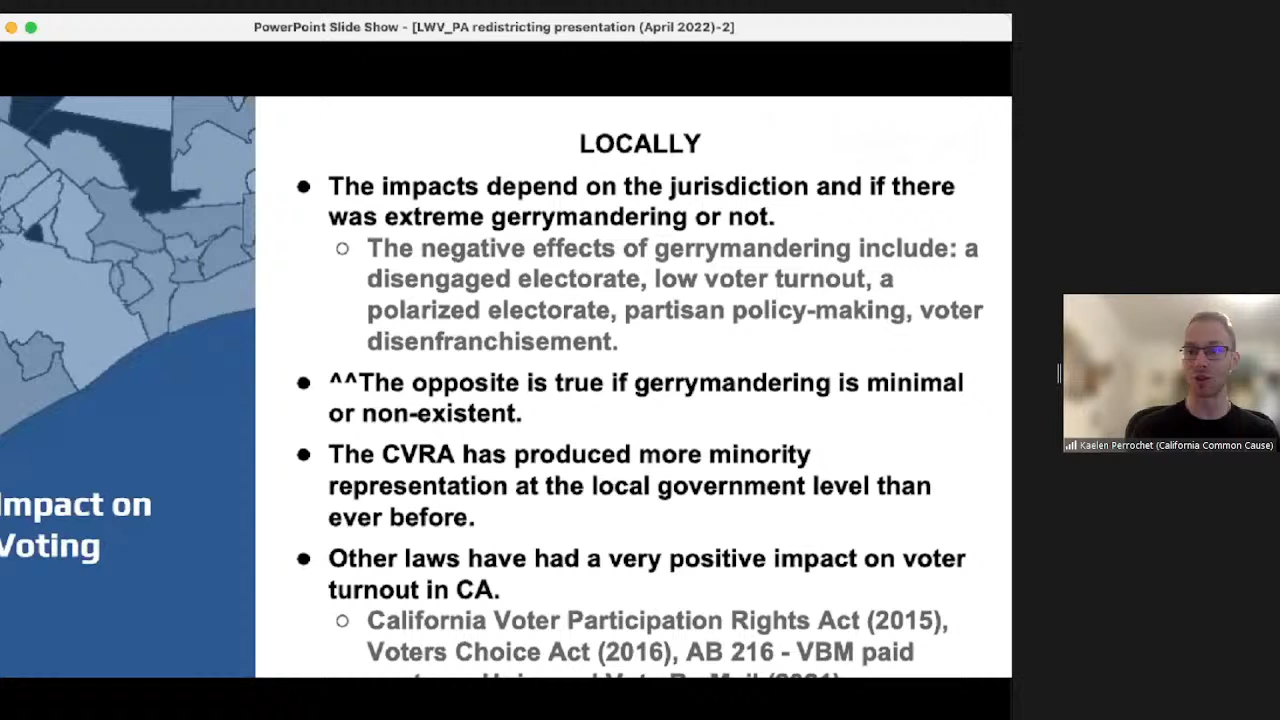 PowerPoint Slide Show - [LWV_PA redistricting presentation (April 2022)-2]
LOCALLY
● The impacts depend on the jurisdiction and if there
was extreme gerrymandering or not.
○ The negative effects of gerrymandering include: a
disengaged electorate, low voter turnout, a
polarized electorate, partisan policy-making, voter
disenfranchisement.
● ^^The opposite is true if gerrymandering is minimal
or non-existent.
● The CVRA has produced more minority
representation at the local government level than
ever before.
● Other laws have had a very positive impact on voter
turnout in CA.
○ California Voter Participation Rights Act (2015),
Voters Choice Act (2016), AB 216 - VBM paid
Impact on
Voting
Kaelen Perrochet (California Common Cause)